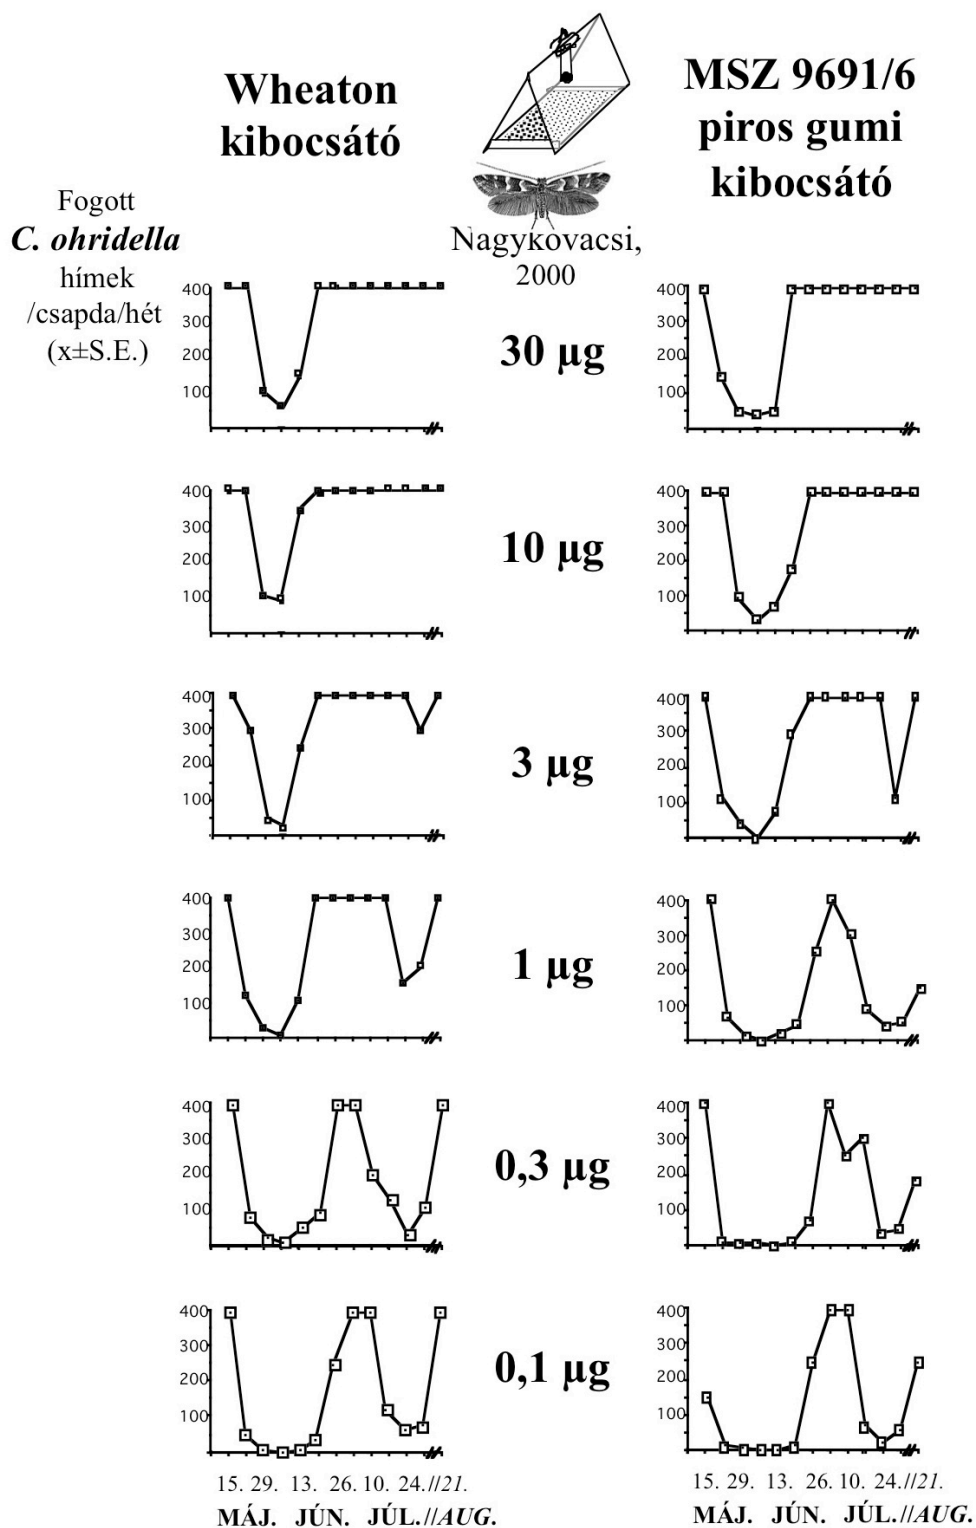 Wheaton
kibocsátó
MSZ 9691/6
piros gumi
kibocsátó
Fogott
C. ohridella
hímek
/csapda/hét
(x±S.E.)
Nagykovacsi,
2000
400
300
200
100
30 µg
400
300
200
100
400
300
200
100
10 µg
400
300
200
100
400
300
200
100
3 µg
400
300
200
100
400
300
200
100
1 µg
400
300
200
100
400
300
200
100
0,3 µg
400
300
200
100
400
300
200
100
0,1 µg
400
300
200
100
15. 29. 13. 26. 10. 24.//21.
MÁJ. JÚN. JÚL.//AUG.
15. 29. 13. 26. 10. 24.//21.
MÁJ. JÚN. JÚL.//AUG.